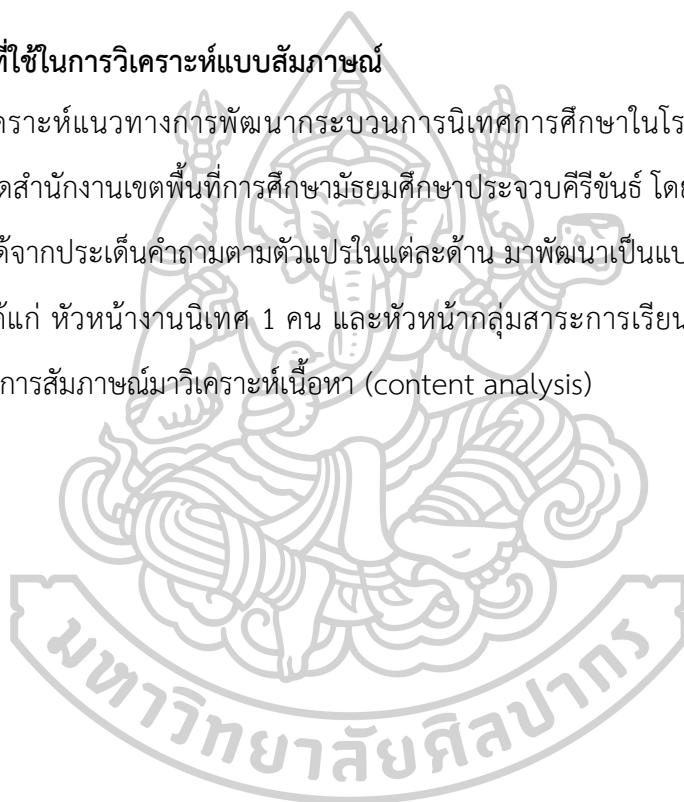 ที่ใช้ในการวิเคราะห์แบบสัมภาษณ์
คราะห์แนวทางการพัฒนากระบวนการนิเทศการศึกษาในโร
ดสำนักงานเขตพื้นที่การศึกษามัธยมศึกษาประจวบคีรีขันธ์ โด
ด้จากประเด็นคำถามตามตัวแปรในแต่ละด้าน มาพัฒนาเป็นแบ
ด้แก่ หัวหน้างานนิเทศ 1 คน และหัวหน้ากลุ่มสาระการเรียน
การสัมภาษณ์มาวิเคราะห์เนื้อหา (content analysis)
มหาวิทยาลัยศิลปากร